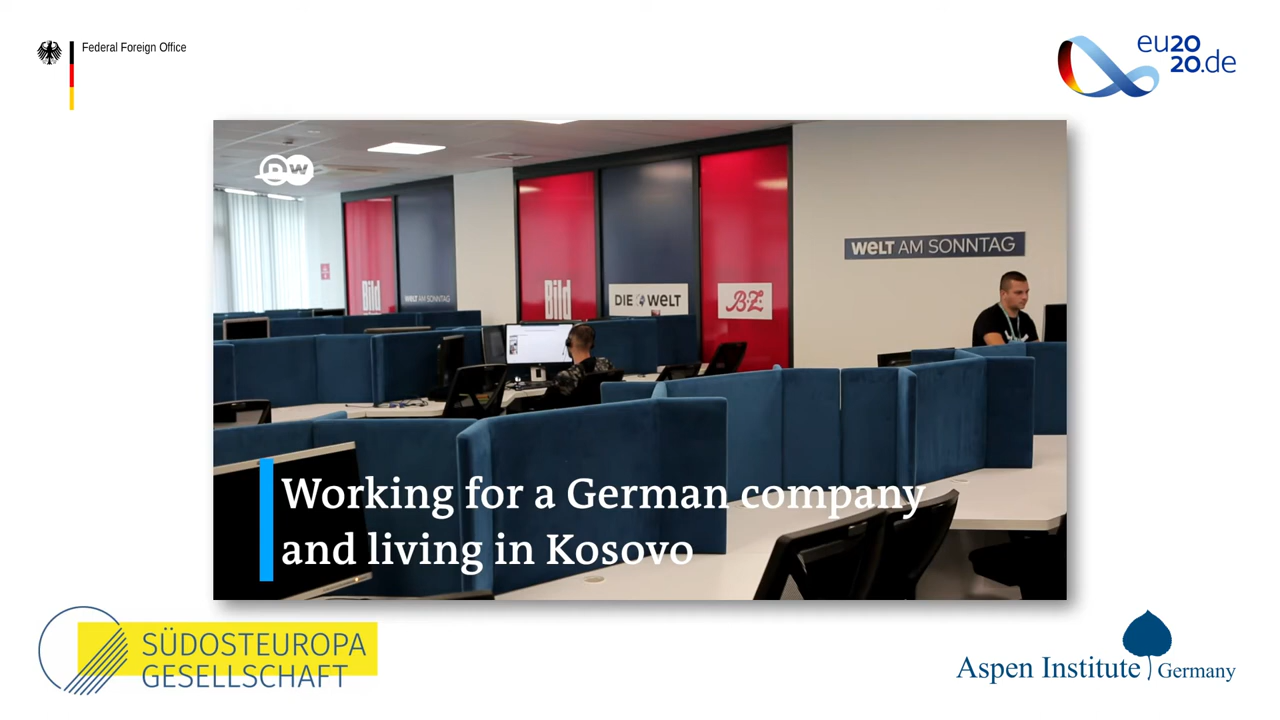 Federal Foreign Office
eu2020.de
DW
WELT AM SONNTAG
Bild
WELT AM SONNTAG
Bild
DIE WELT
B·Z
Working for a German company
and living in Kosovo
SÜDOSTEUROPA
GESELLSCHAFT
Aspen Institute Germany